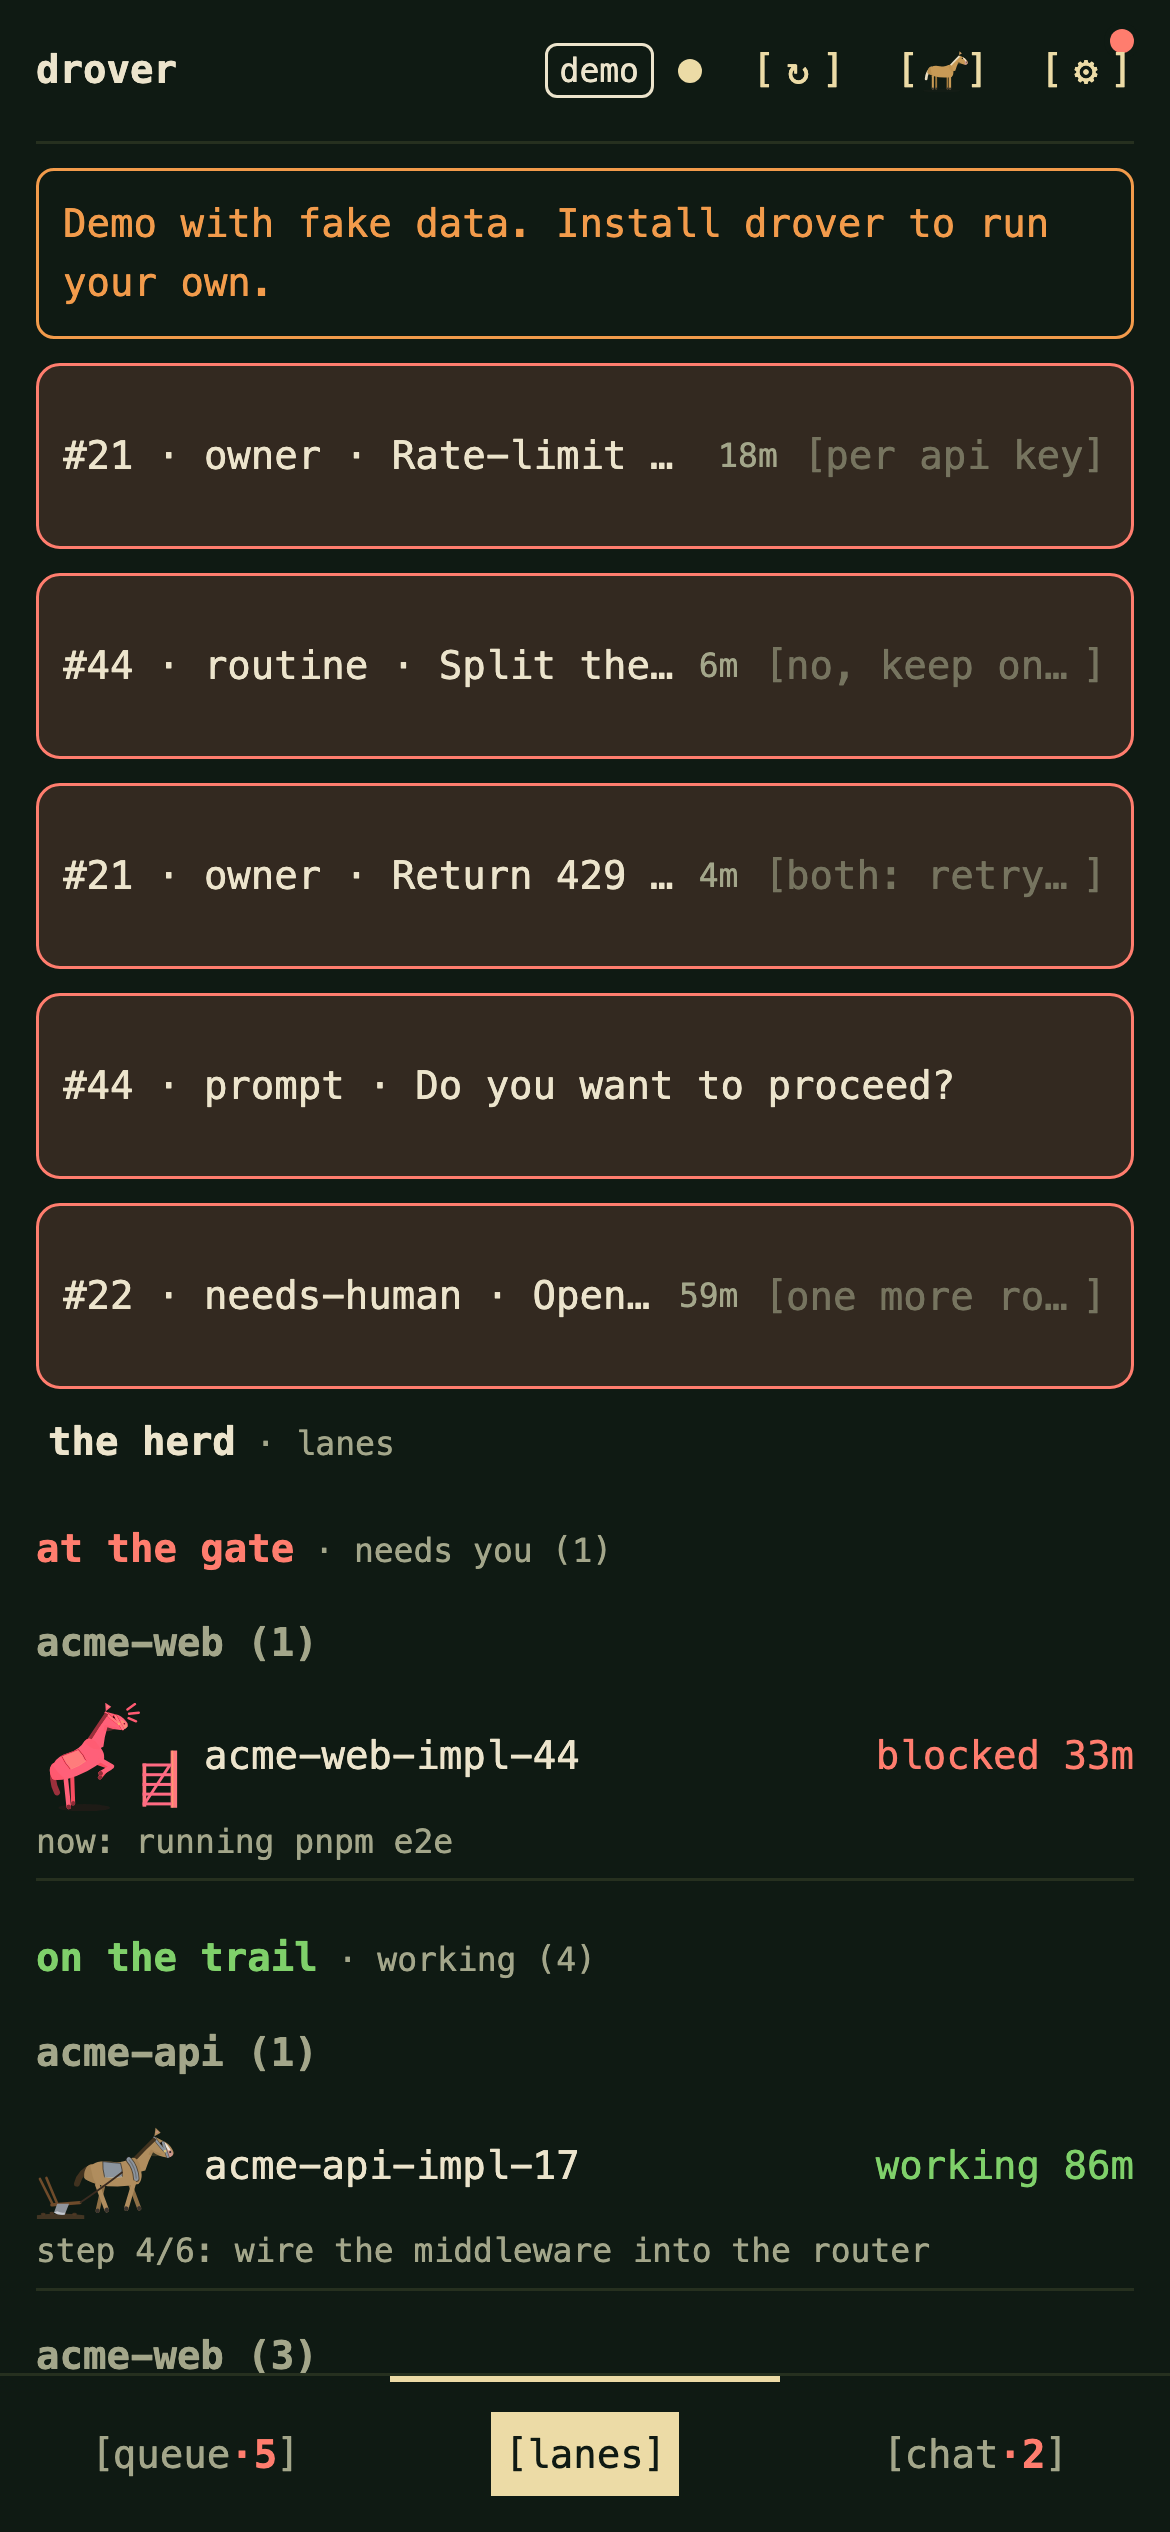 drover demo [ ↻ ] [ ] [ ⚙ ]
Demo with fake data. Install drover to run
your own.
#21 · owner · Rate-limit … 18m [per api key]
#44 · routine · Split the… 6m [no, keep on… ]
#21 · owner · Return 429 … 4m [both: retry… ]
#44 · prompt · Do you want to proceed?
#22 · needs-human · Open… 59m [one more ro… ]
the herd · lanes
at the gate · needs you (1)
acme-web (1)
acme-web-impl-44 blocked 33m
now: running pnpm e2e
on the trail · working (4)
acme-api (1)
acme-api-impl-17 working 86m
step 4/6: wire the middleware into the router
acme-web (3)
[queue·5] [lanes] [chat·2]